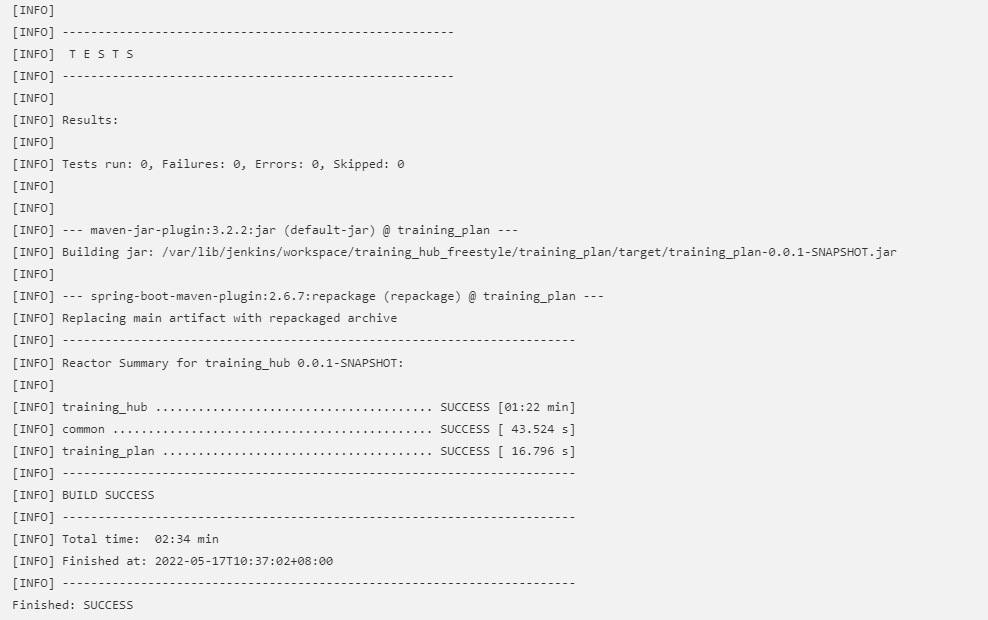 [INFO]
[INFO] -------------------------------------------------------
[INFO]  T E S T S
[INFO] -------------------------------------------------------
[INFO]
[INFO] Results:
[INFO]
[INFO] Tests run: 0, Failures: 0, Errors: 0, Skipped: 0
[INFO]
[INFO]
[INFO] --- maven-jar-plugin:3.2.2:jar (default-jar) @ training_plan ---
[INFO] Building jar: /var/lib/jenkins/workspace/training_hub_freestyle/training_plan/target/training_plan-0.0.1-SNAPSHOT.jar
[INFO]
[INFO] --- spring-boot-maven-plugin:2.6.7:repackage (repackage) @ training_plan ---
[INFO] Replacing main artifact with repackaged archive
[INFO] ------------------------------------------------------------------------
[INFO] Reactor Summary for training_hub 0.0.1-SNAPSHOT:
[INFO]
[INFO] training_hub ....................................... SUCCESS [01:22 min]
[INFO] common ............................................. SUCCESS [ 43.524 s]
[INFO] training_plan ...................................... SUCCESS [ 16.796 s]
[INFO] ------------------------------------------------------------------------
[INFO] BUILD SUCCESS
[INFO] ------------------------------------------------------------------------
[INFO] Total time:  02:34 min
[INFO] Finished at: 2022-05-17T10:37:02+08:00
[INFO] ------------------------------------------------------------------------
Finished: SUCCESS